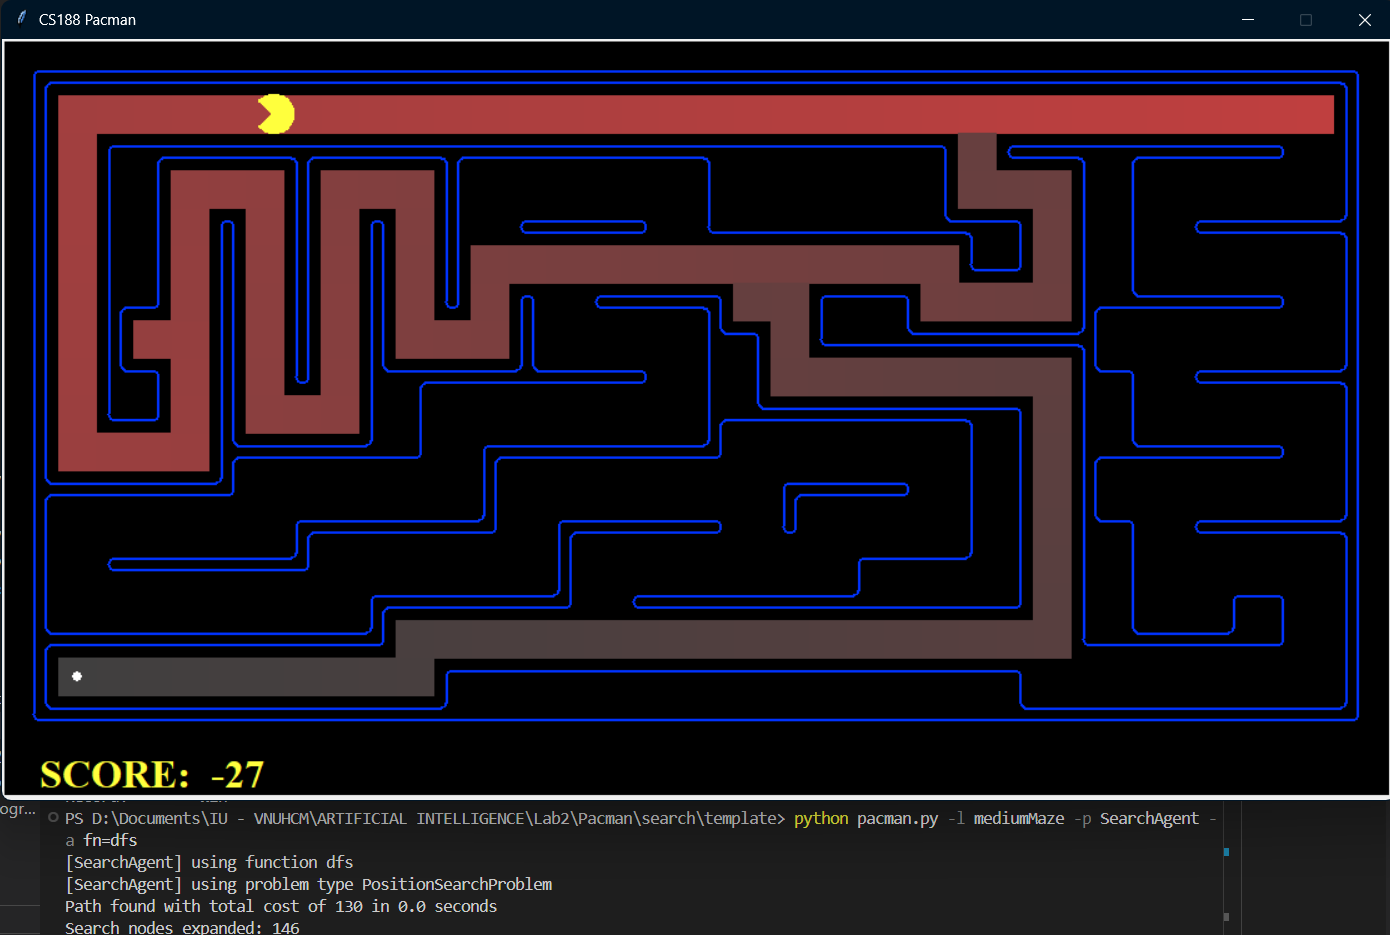 CS188 Pacman
SCORE: -27
ogr...
PS D:\Documents\IU - VNUHCM\ARTIFICIAL INTELLIGENCE\Lab2\Pacman\search\template> python pacman.py -l mediumMaze -p SearchAgent -
a fn=dfs
[SearchAgent] using function dfs
[SearchAgent] using problem type PositionSearchProblem
Path found with total cost of 130 in 0.0 seconds
Search nodes expanded: 146